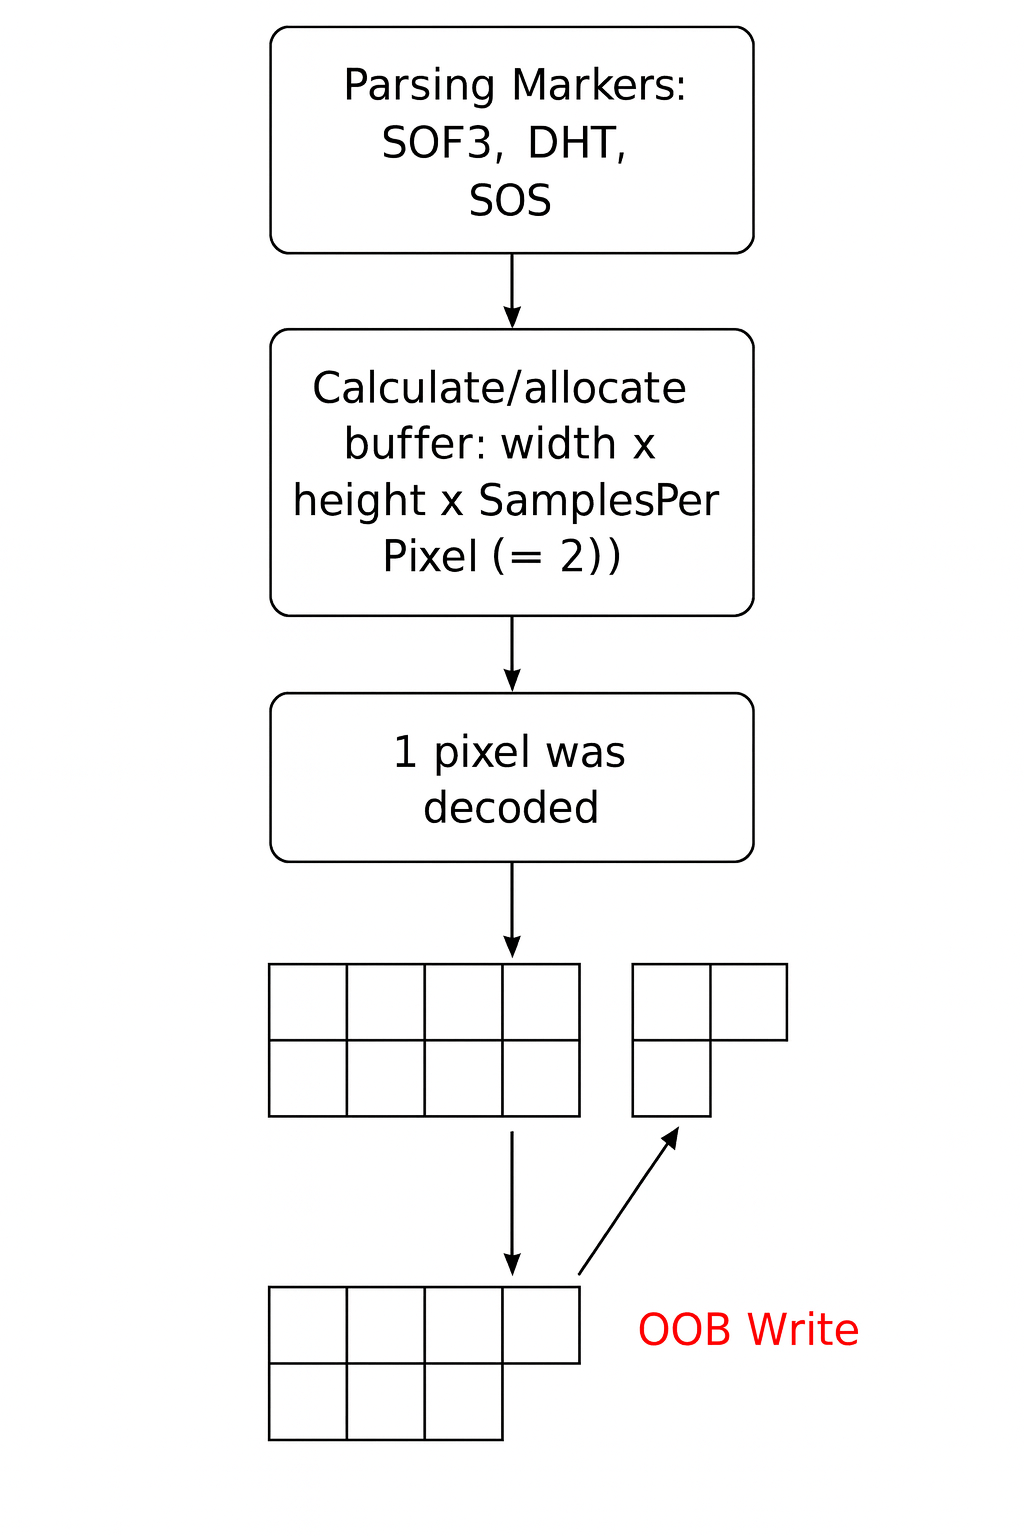 Parsing Markers:
SOF3, DHT,
SOS
Calculate/allocate
buffer: width x
height x SamplesPer
Pixel (= 2))
1 pixel was
decoded
OOB Write